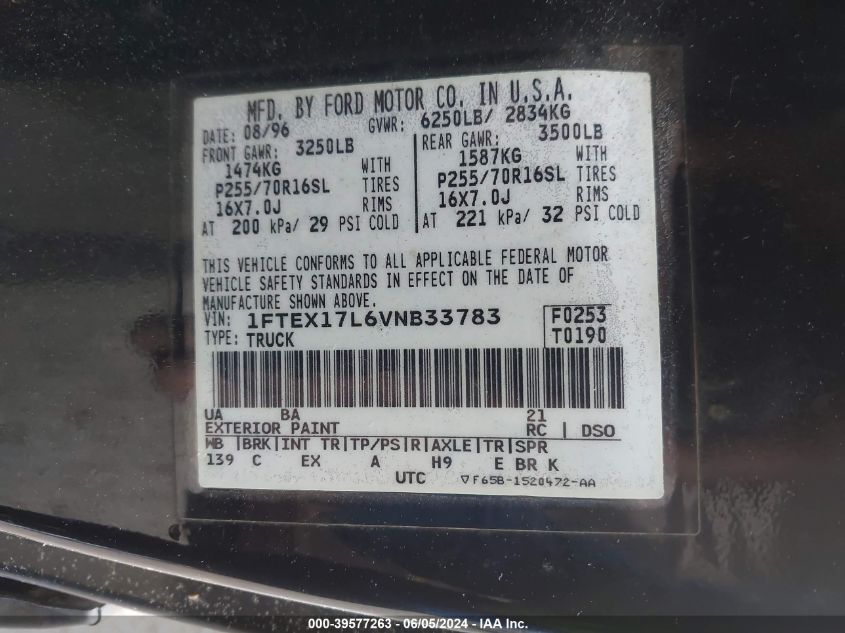 MFD. BY FORD MOTOR CO. IN U.S.A.
DATE: 08/96 GVWR: 6250LB/ 2834KG
FRONT GAWR: 3250LB
1474KG WITH
P255/70R16SL TIRES
16X7.0J RIMS
AT 200 kPa/ 29 PSI COLD
REAR GAWR: 3500LB
1587KG WITH
P255/70R16SL TIRES
16X7.0J RIMS
AT 221 kPa/ 32 PSI COLD
THIS VEHICLE CONFORMS TO ALL APPLICABLE FEDERAL MOTOR
VEHICLE SAFETY STANDARDS IN EFFECT ON THE DATE OF
MANUFACTURE SHOWN ABOVE.
VIN: 1FTEX17L6VNB33783 F0253
TYPE: TRUCK T0190
UA BA 21
EXTERIOR PAINT RC | DSO
WB |BRK|INT TR|TP/PS|R|AXLE|TR|SPR
139 C EX A H9 E BR K
UTC ▽F65B-1520472-AA
000-39577263 - 06/05/2024 - IAA Inc.